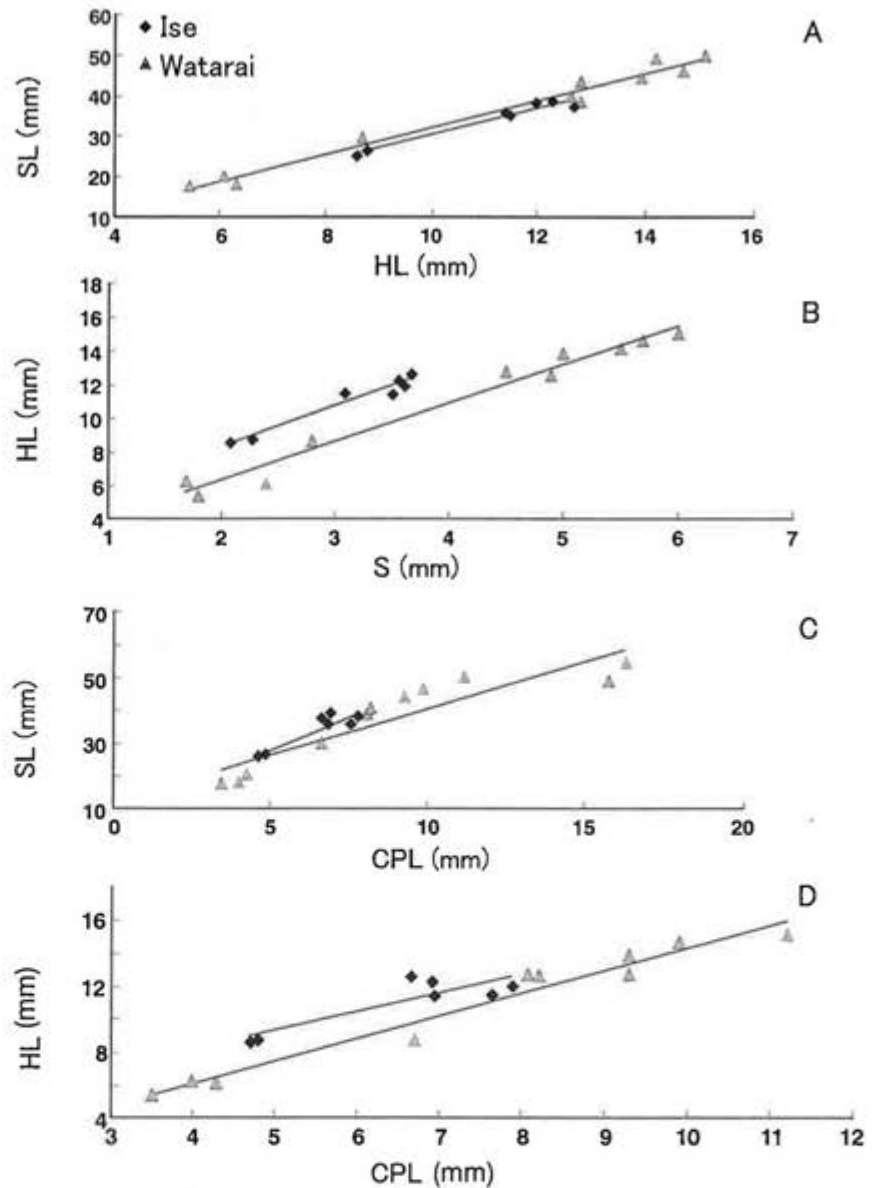 A
◆ Ise
▲ Watarai
SL (mm)
60
50
40
30
20
10
4 6 8 10 12 14 16
HL (mm)
B
HL (mm)
18
16
14
12
10
8
6
4
1 2 3 4 5 6 7
S (mm)
C
SL (mm)
70
50
30
10
0 5 10 15 20
CPL (mm)
D
HL (mm)
16
12
8
4
3 4 5 6 7 8 9 10 11 12
CPL (mm)